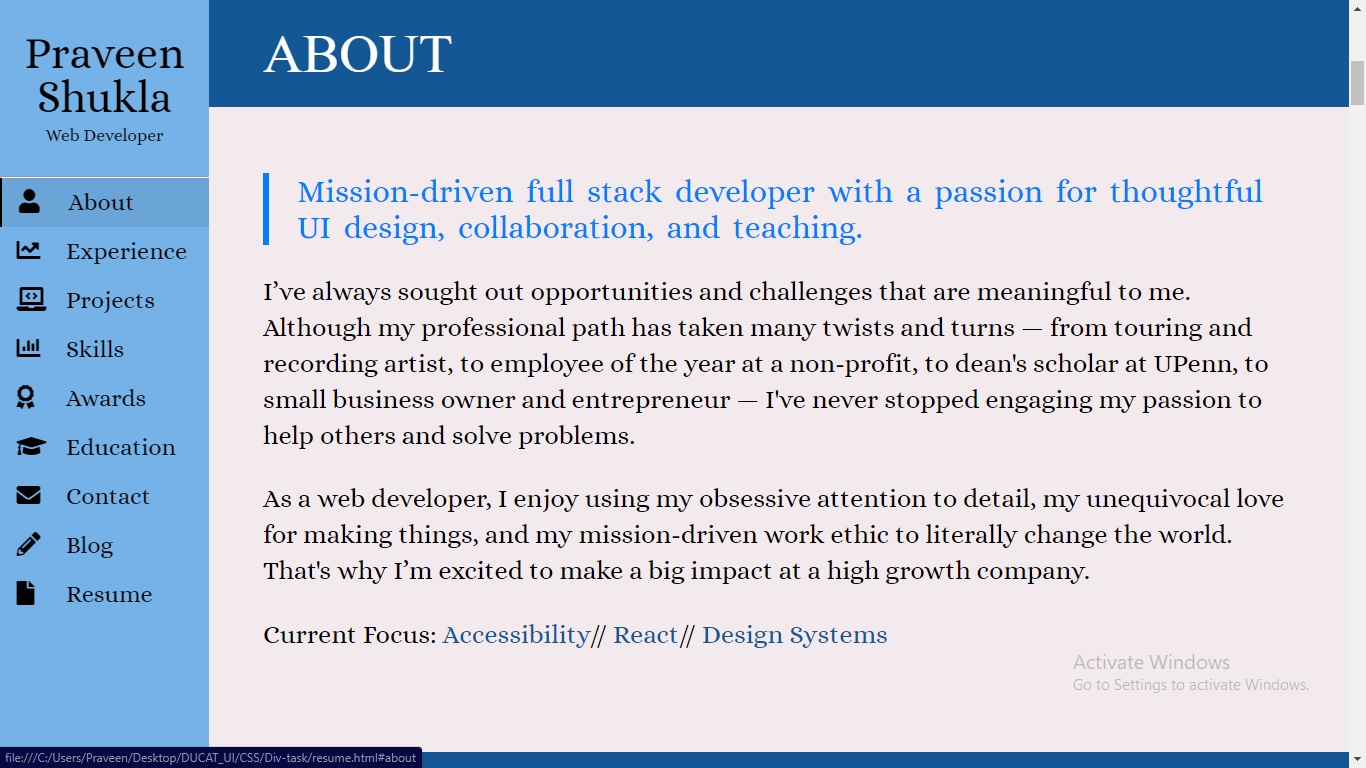 Praveen
Shukla
Web Developer
About
Experience
Projects
Skills
Awards
Education
Contact
Blog
Resume
ABOUT
Mission-driven full stack developer with a passion for thoughtful
UI design, collaboration, and teaching.
I’ve always sought out opportunities and challenges that are meaningful to me.
Although my professional path has taken many twists and turns — from touring and
recording artist, to employee of the year at a non-profit, to dean's scholar at UPenn, to
small business owner and entrepreneur — I've never stopped engaging my passion to
help others and solve problems.
As a web developer, I enjoy using my obsessive attention to detail, my unequivocal love
for making things, and my mission-driven work ethic to literally change the world.
That's why I’m excited to make a big impact at a high growth company.
Current Focus: Accessibility// React// Design Systems
Activate Windows
Go to Settings to activate Windows.
file:///C:/Users/Praveen/Desktop/DUCAT_UI/CSS/Div-task/resume.html#about